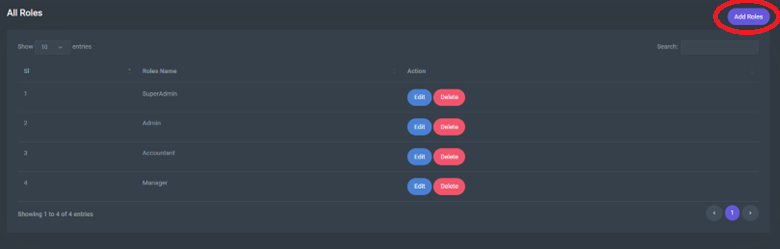 All Roles
Add Roles
Show 10 entries
Search:
Sl Roles Name Action
1 SuperAdmin Edit Delete
2 Admin Edit Delete
3 Accountant Edit Delete
4 Manager Edit Delete
Showing 1 to 4 of 4 entries
1